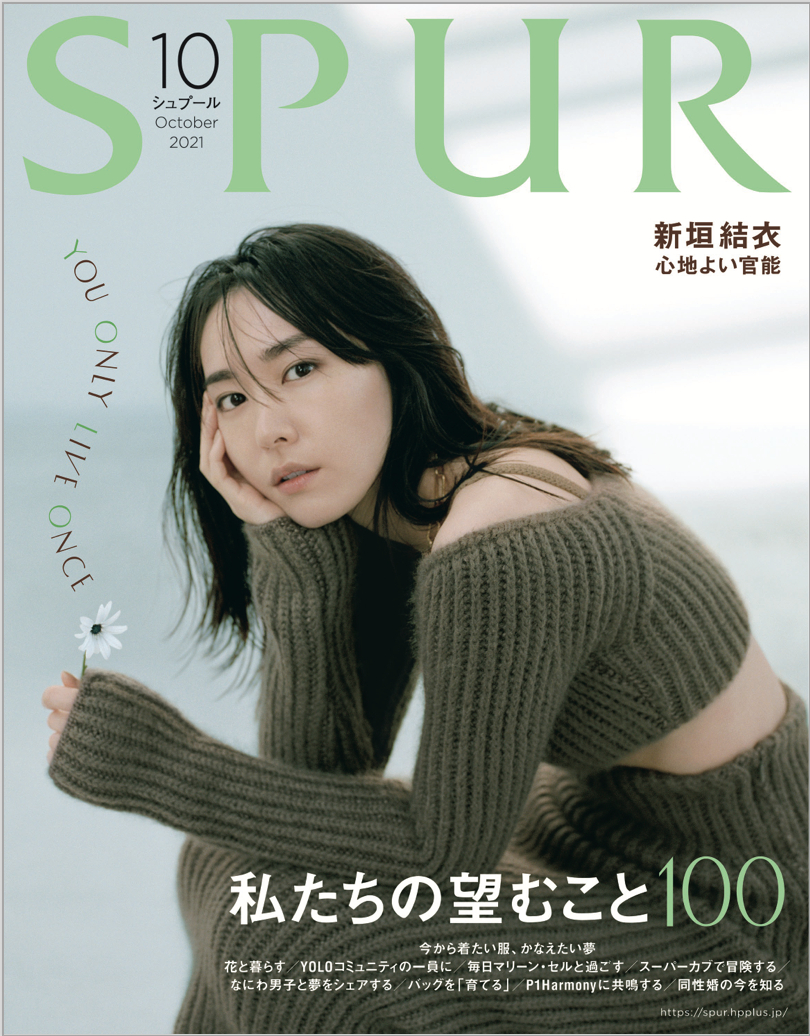 SPUR
10
シュプール
October
2021
新垣結衣
心地よい官能
YOU ONLY LIVE ONCE
私たちの望むこと100
今から着たい服、かなえたい夢
花と暮らす／YOLOコミュニティの一員に／毎日マリーン・セルと過ごす／スーパーカブで冒険する／
なにわ男子と夢をシェアする／バッグを「育てる」／P1Harmonyに共鳴する／同性婚の今を知る
https://spur.hpplus.jp/